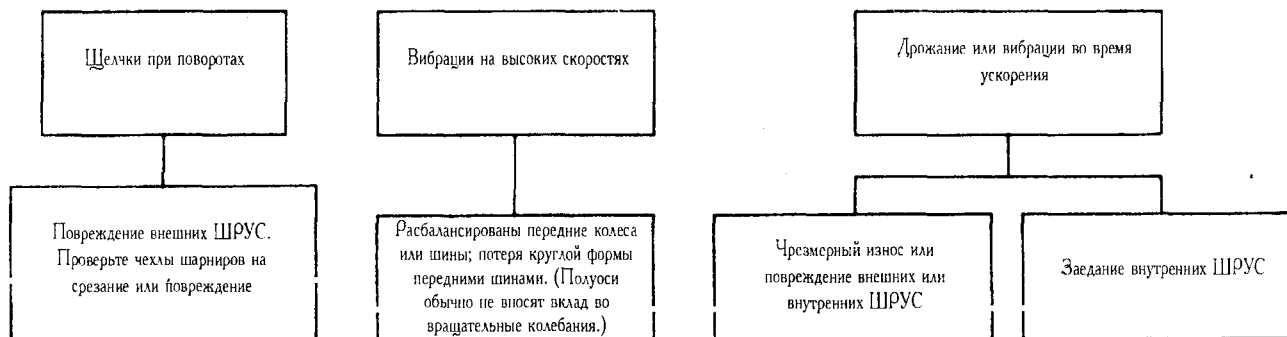 Щелчки при поворотах
Вибрации на высоких скоростях
Дрожание или вибрации во время
ускорения
Повреждение внешних ШРУС.
Проверьте чехлы шарниров на
срезание или повреждение
Расбалансированы передние колеса
или шины; потеря круглой формы
передними шинами. (Полуоси
обычно не вносят вклад во
вращательные колебания.)
Чрезмерный износ или
повреждение внешних или
внутренних ШРУС
Заедание внутренних ШРУС